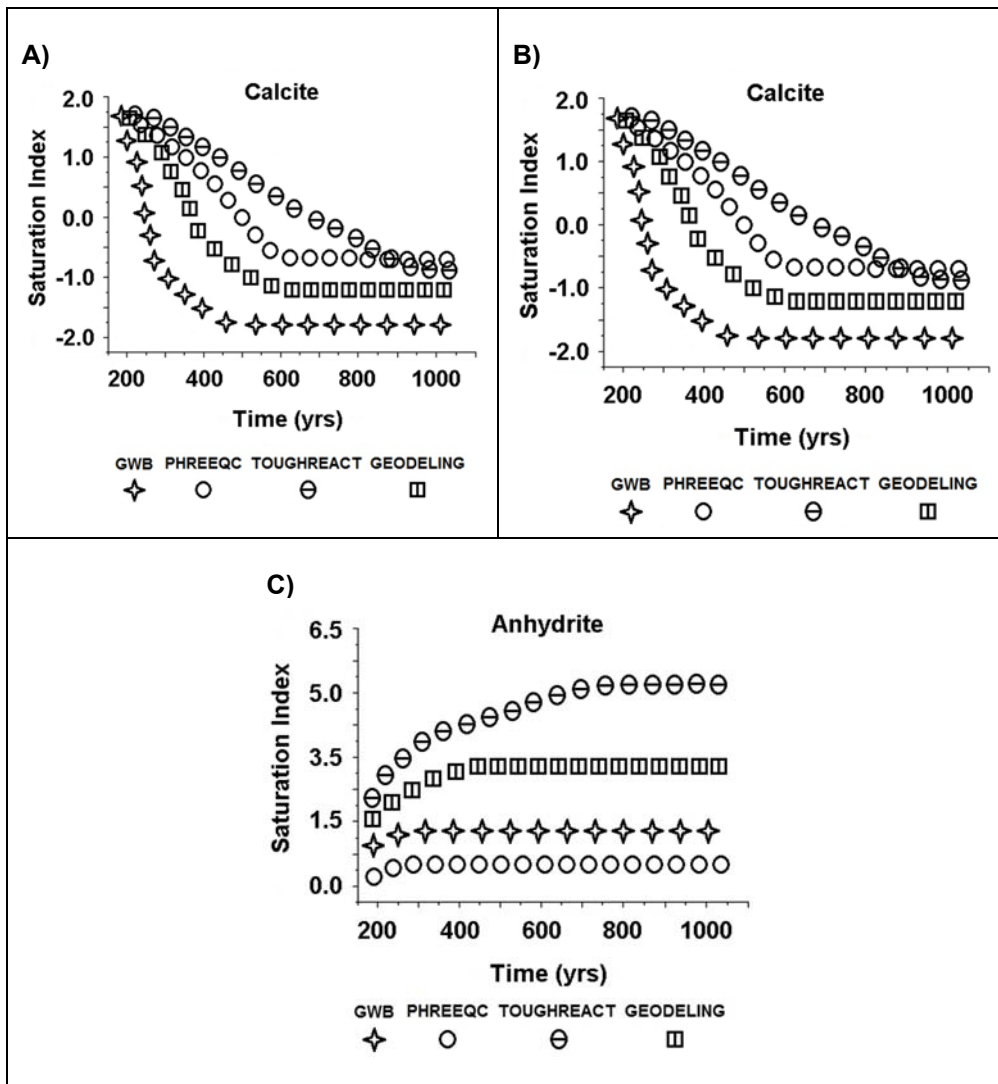 A)
Calcite
Saturation Index
2.0
1.0
0.0
-1.0
-2.0
200 400 600 800 1000
Time (yrs)
GWB PHREEQC TOUGHREACT GEODELING
B)
Calcite
Saturation Index
2.0
1.0
0.0
-1.0
-2.0
200 400 600 800 1000
Time (yrs)
GWB PHREEQC TOUGHREACT GEODELING
C)
Anhydrite
Saturation Index
6.5
5.0
3.5
1.5
0.0
200 400 600 800 1000
Time (yrs)
GWB PHREEQC TOUGHREACT GEODELING